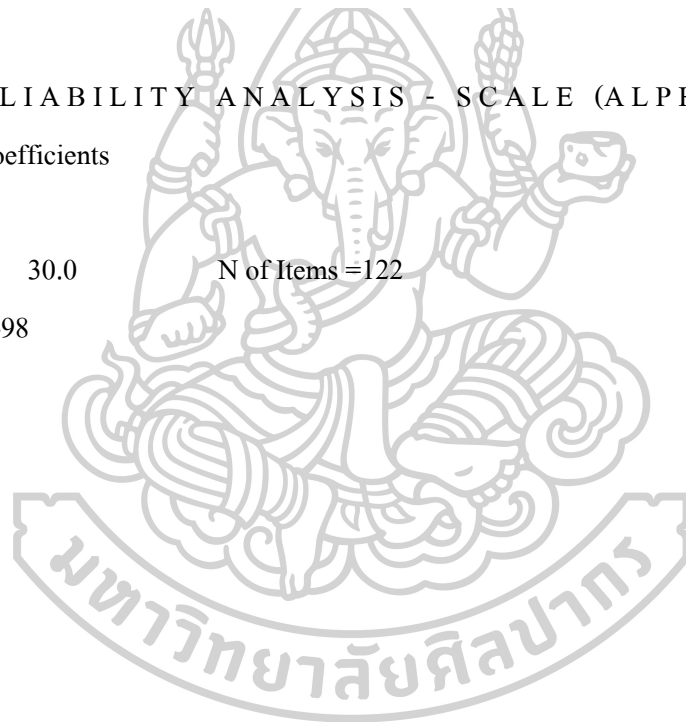 LIABILITY ANALYSIS - SCALE (ALPH
oefficients
30.0 N of Items =122
98
มหาวิทยาลัยศิลปากร